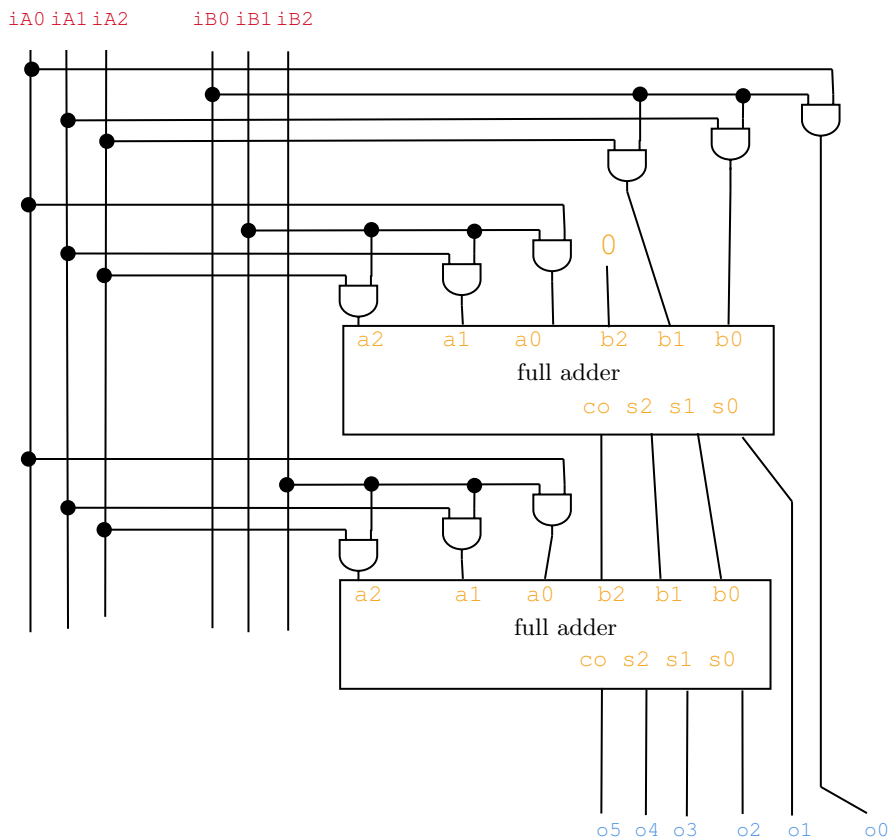 iA0 iA1 iA2 iB0 iB1 iB2
0
a2 a1 a0 b2 b1 b0
full adder
co s2 s1 s0
a2 a1 a0 b2 b1 b0
full adder
co s2 s1 s0
o5 o4 o3 o2 o1 o0